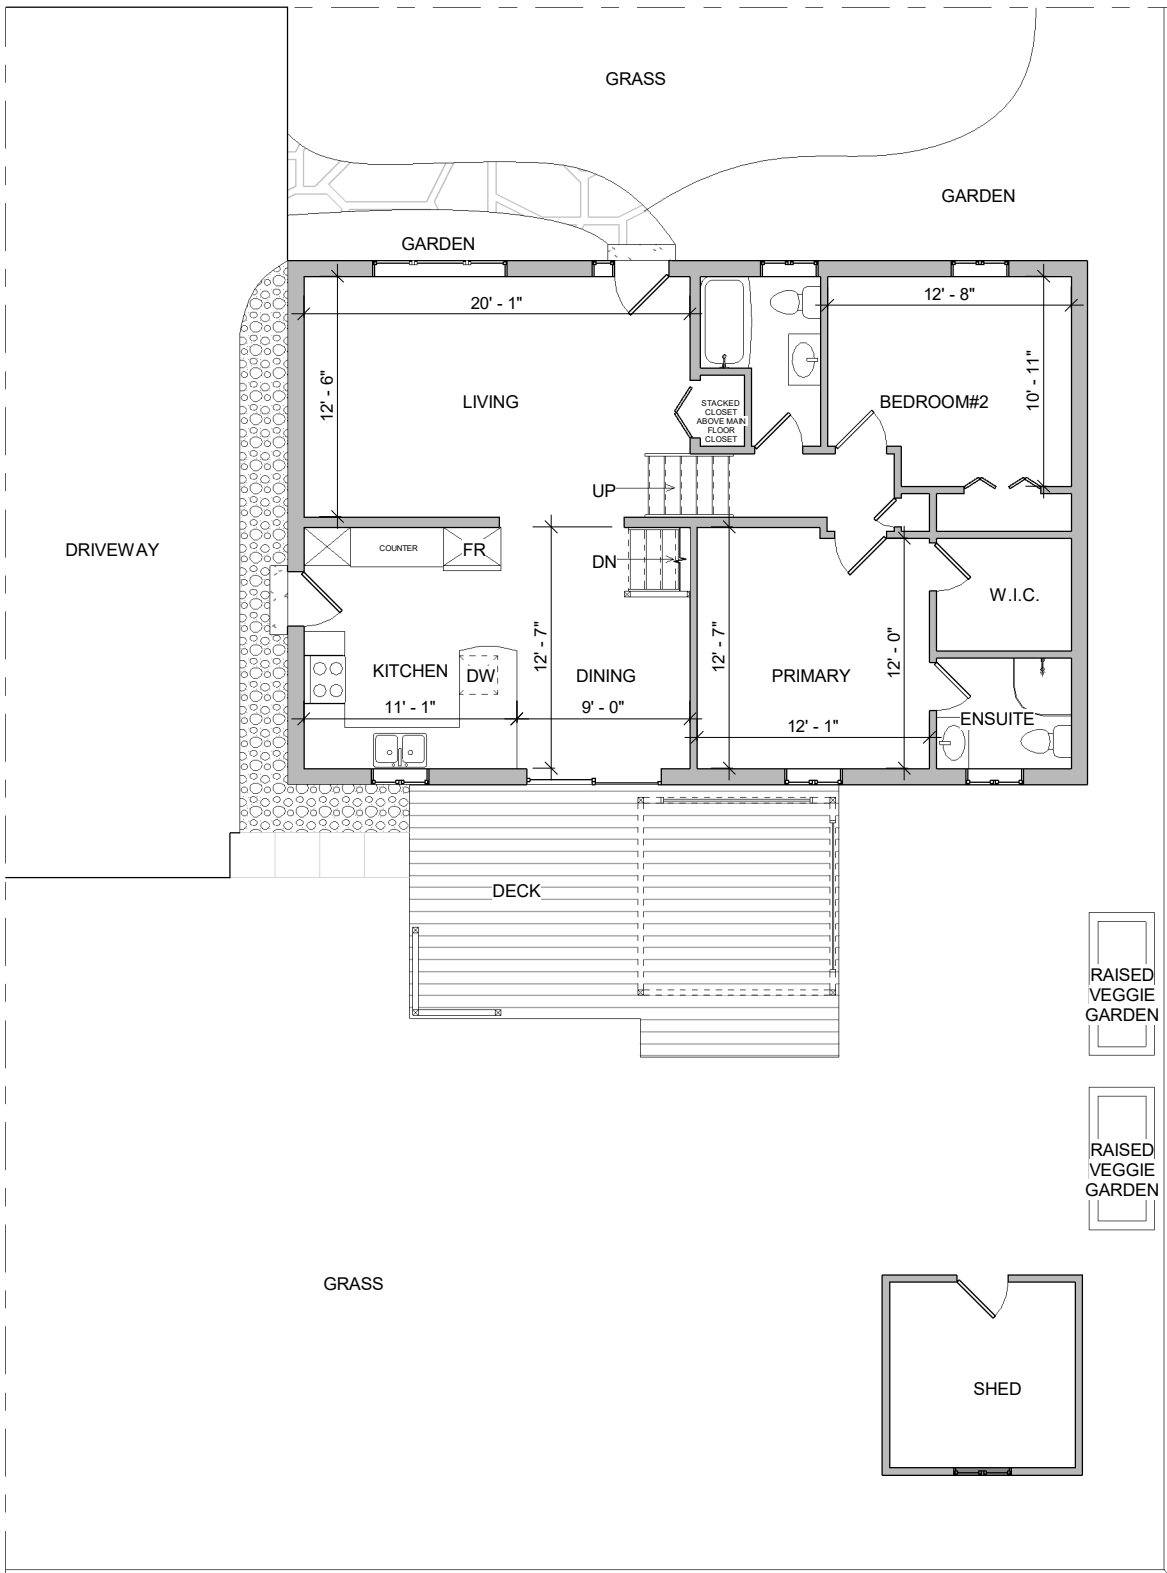 GRASS
GARDEN
GARDEN
20' - 1"
12' - 8"
12' - 6"
10' - 11"
LIVING
STACKED
CLOSET
ABOVE MAIN
FLOOR
CLOSET
BEDROOM#2
UP
DRIVEWAY
COUNTER
FR
DN
W.I.C.
12' - 7"
12' - 7"
12' - 0"
KITCHEN
DW
DINING
PRIMARY
11' - 1"
9' - 0"
12' - 1"
ENSUITE
DECK
RAISED
VEGGIE
GARDEN
RAISED
VEGGIE
GARDEN
GRASS
SHED